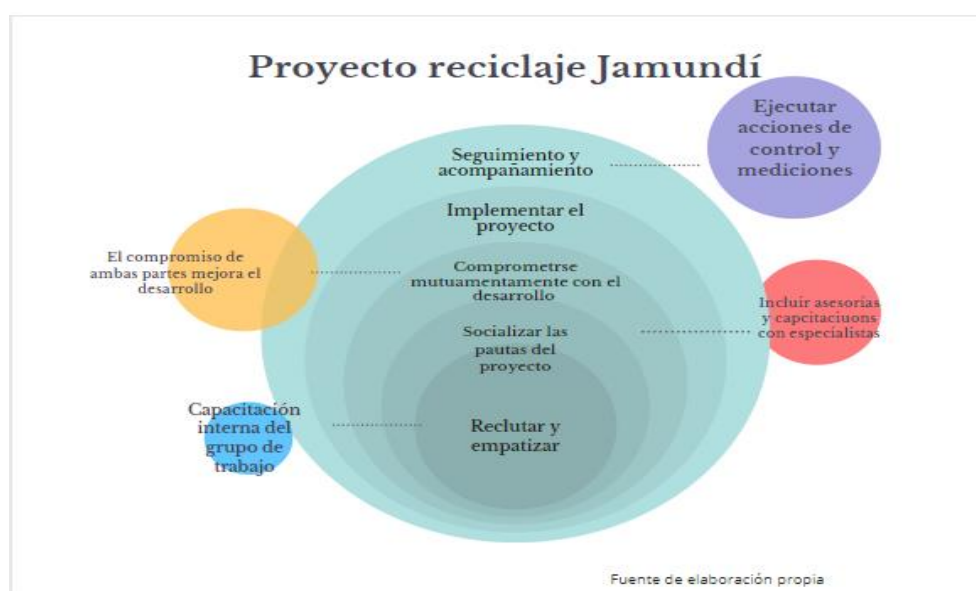 Proyecto reciclaje Jamundí
Ejecutar
acciones de
control y
mediciones
Seguimiento y
acompañamiento
Implementar el
proyecto
El compromiso de
ambas partes mejora el
desarrollo
Comprometrse
mutuamentamente con el
desarrollo
Incluir asesorias
y capcitaciuons
con especialistas
Socializar las
pautas del
proyecto
Capacitación
interna del
grupo de
trabajo
Reclutar y
empatizar
Fuente de elaboración propia